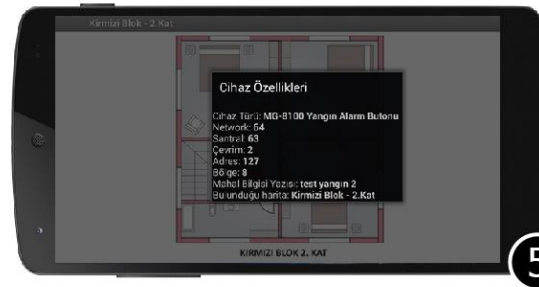 Kırmızı Blok - 2.Kat
Cihaz Özellikleri
Cihaz Türü: MG-8100 Yangın Alarm Butonu
Network: 64
Santral: 63
Çevrim: 2
Adres: 127
Bölge: 8
Mahal Bilgisi Yazısı: test yangın 2
Bulunduğu harita: Kirmizi Blok - 2.Kat
KIRMIZI BLOK 2. KAT
5